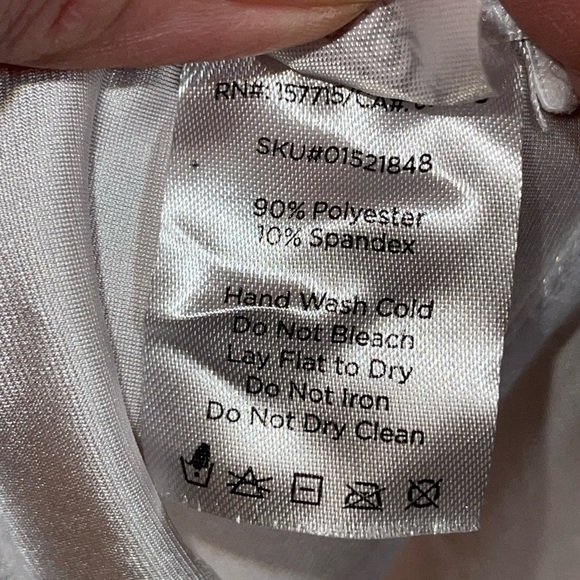 RN#: 157715/CA#:
SKU#01521848
90% Polyester
10% Spandex
Hand Wash Cold
Do Not Bleach
Lay Flat to Dry
Do Not Iron
Do Not Dry Clean